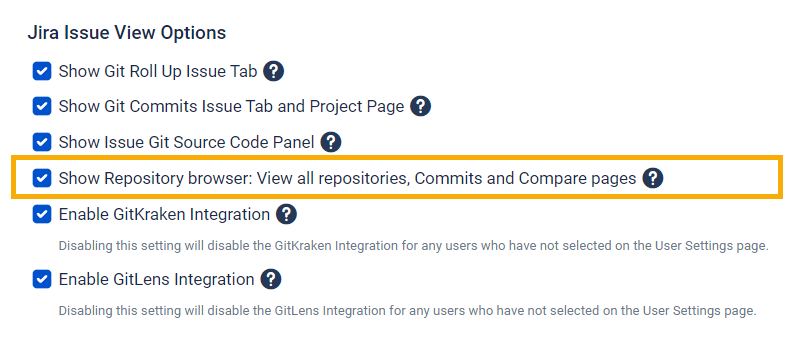 Jira Issue View Options
Show Git Roll Up Issue Tab ?
Show Git Commits Issue Tab and Project Page ?
Show Issue Git Source Code Panel ?
Show Repository browser: View all repositories, Commits and Compare pages ?
Enable GitKraken Integration ?
Disabling this setting will disable the GitKraken Integration for any users who have not selected on the User Settings page.
Enable GitLens Integration ?
Disabling this setting will disable the GitLens Integration for any users who have not selected on the User Settings page.